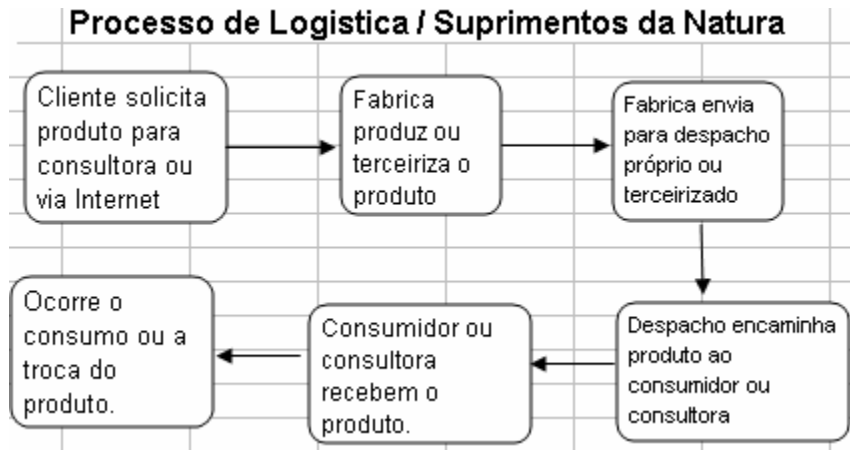 Processo de Logistica / Suprimentos da Natura
Cliente solicita
produto para
consultora ou
via Internet
Fabrica
produz ou
terceiriza o
produto
Fabrica envia
para despacho
próprio ou
terceirizado
Despacho encaminha
produto ao
consumidor ou
consultora
Consumidor ou
consultora
recebem o
produto.
Ocorre o
consumo ou a
troca do
produto.